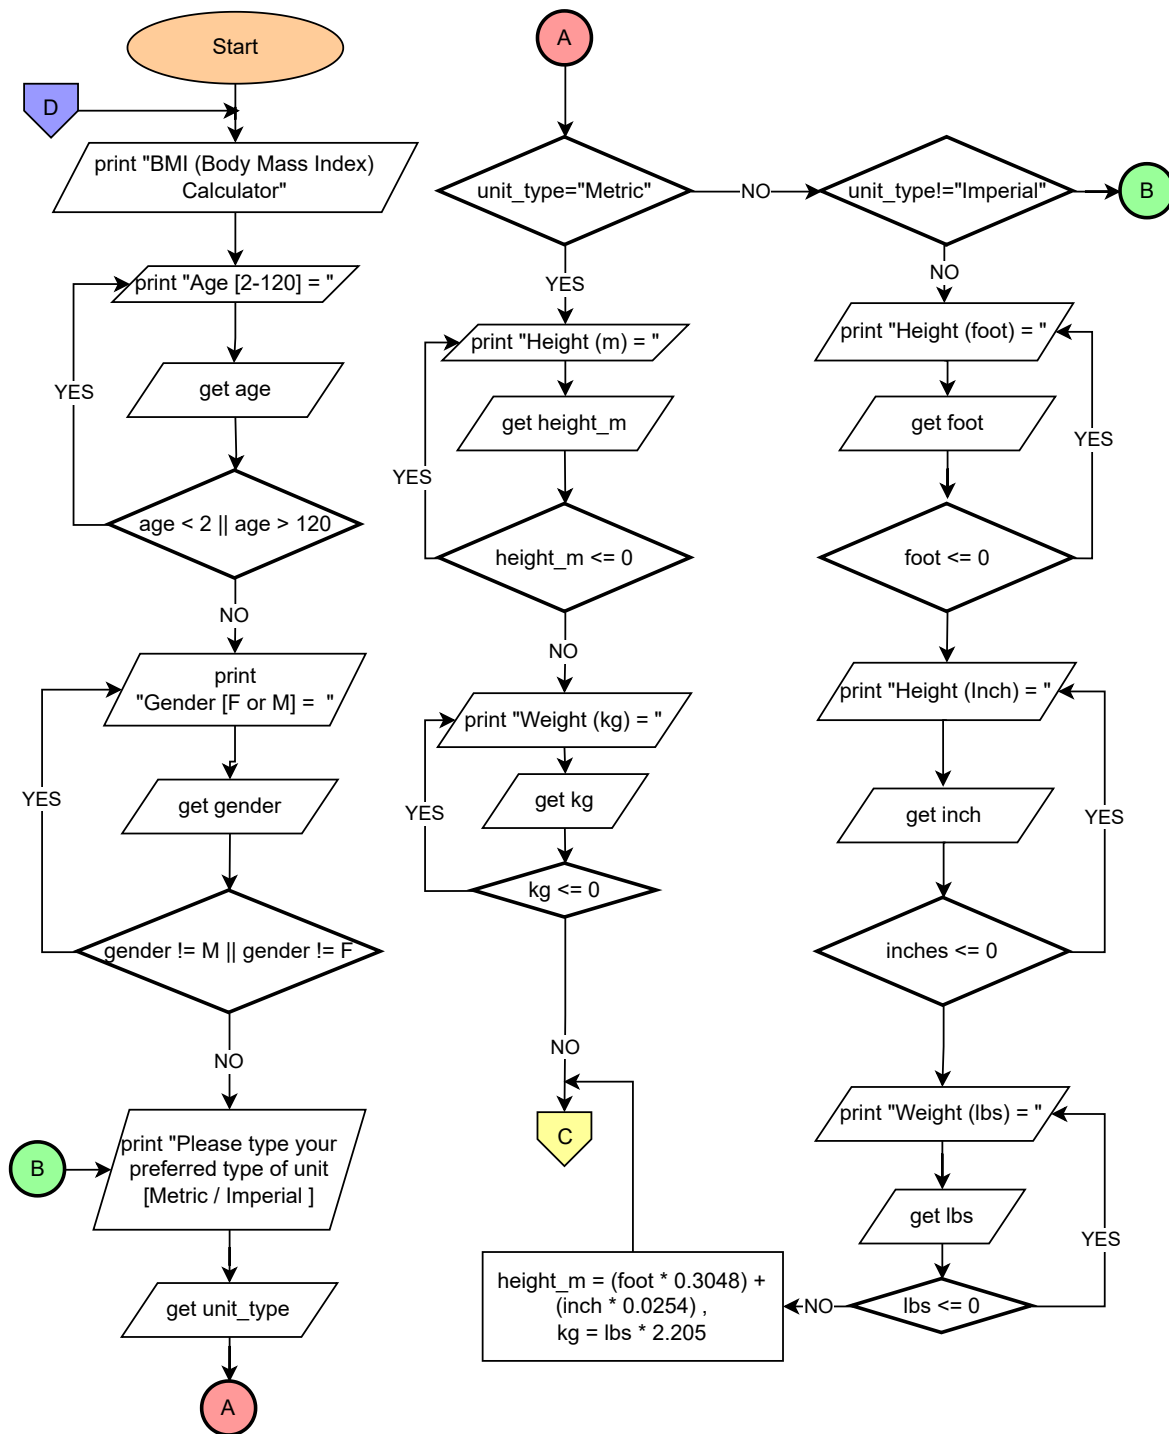 Start
D
print "BMI (Body Mass Index)
Calculator"
print "Age [2-120] = "
YES
get age
age < 2 || age > 120
NO
print
"Gender [F or M] =  "
YES
get gender
gender != M || gender != F
NO
B
print "Please type your
preferred type of unit
[Metric / Imperial ]
get unit_type
A
A
unit_type="Metric"
NO
unit_type!="Imperial"
B
YES
print "Height (m) = "
get height_m
YES
height_m <= 0
NO
print "Weight (kg) = "
get kg
YES
kg <= 0
NO
C
NO
print "Height (foot) = "
get foot
YES
foot <= 0
print "Height (Inch) = "
get inch
YES
inches <= 0
print "Weight (lbs) = "
get lbs
YES
lbs <= 0
NO
height_m = (foot * 0.3048) +
(inch * 0.0254) ,
kg = lbs * 2.205